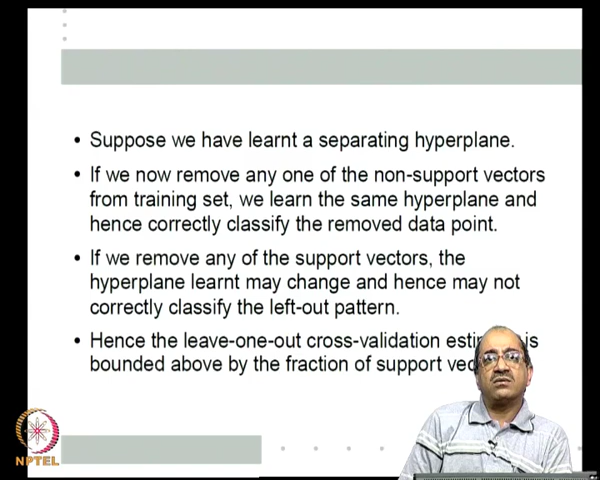 • Suppose we have learnt a separating hyperplane.
• If we now remove any one of the non-support vectors
from training set, we learn the same hyperplane and
hence correctly classify the removed data point.
• If we remove any of the support vectors, the
hyperplane learnt may change and hence may not
correctly classify the left-out pattern.
• Hence the leave-one-out cross-validation is
bounded above by the fraction of support
NPTEL